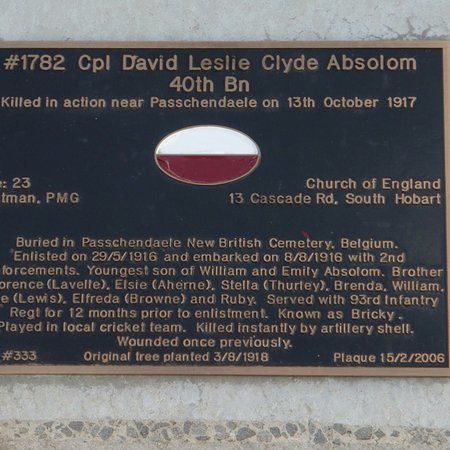 #1782 Cpl David Leslie Clyde Absolom
40th Bn
Killed in action near Passchendaele on 13th October 1917
: 23
Church of England
tman, PMG
13 Cascade Rd, South Hobart
Buried in Passchendaele New British Cemetery, Belgium.
Enlisted on 29/5/1916 and embarked on 8/8/1916 with 2nd
forcements. Youngest son of William and Emily Absolom. Brother
orence (Lavelle), Elsie (Aherne), Stella (Thurley), Brenda, William,
e (Lewis), Elfreda (Browne) and Ruby. Served with 93rd Infantry
Regt for 12 months prior to enlistment. Known as Bricky.
Played in local cricket team. Killed instantly by artillery shell.
Wounded once previously.
#333
Original tree planted 3/8/1918
Plaque 15/2/2006